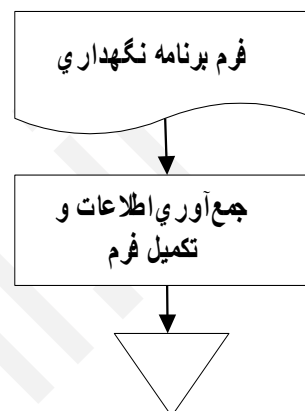 فرم برنامه نگهداري
جمع‌آوري اطلاعات و
تكميل فرم